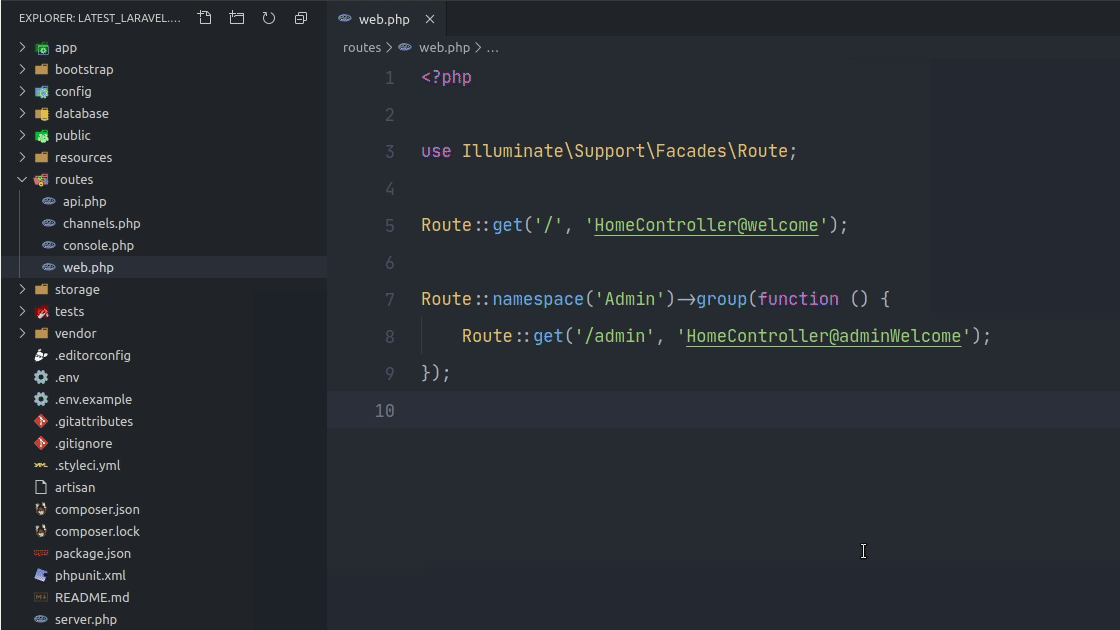 EXPLORER: LATEST_LARAVEL....
app
bootstrap
config
database
public
resources
routes
api.php
channels.php
console.php
web.php
storage
tests
vendor
.editorconfig
.env
.env.example
.gitattributes
.gitignore
.styleci.yml
artisan
composer.json
composer.lock
package.json
phpunit.xml
README.md
server.php
web.php
routes > web.php > ...
1 <?php
2
3 use Illuminate\Support\Facades\Route;
4
5 Route::get('/', 'HomeController@welcome');
6
7 Route::namespace('Admin')->group(function () {
8 Route::get('/admin', 'HomeController@adminWelcome');
9 });
10